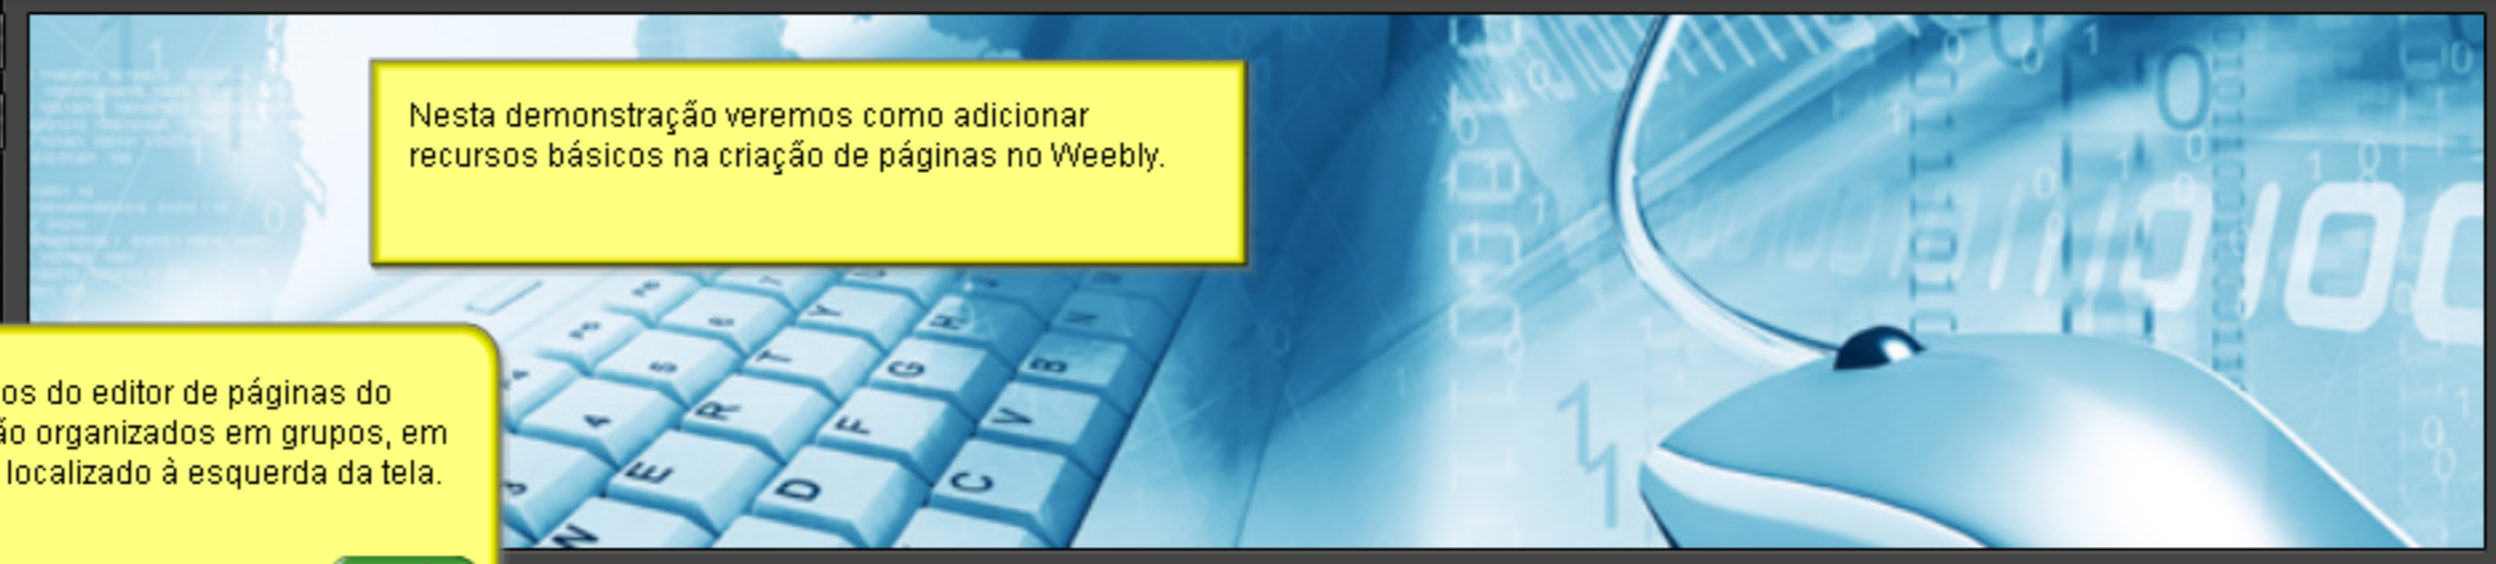 Nesta demonstração veremos como adicionar
recursos básicos na criação de páginas no Weebly.
os do editor de páginas do
ão organizados em grupos, em
localizado à esquerda da tela.